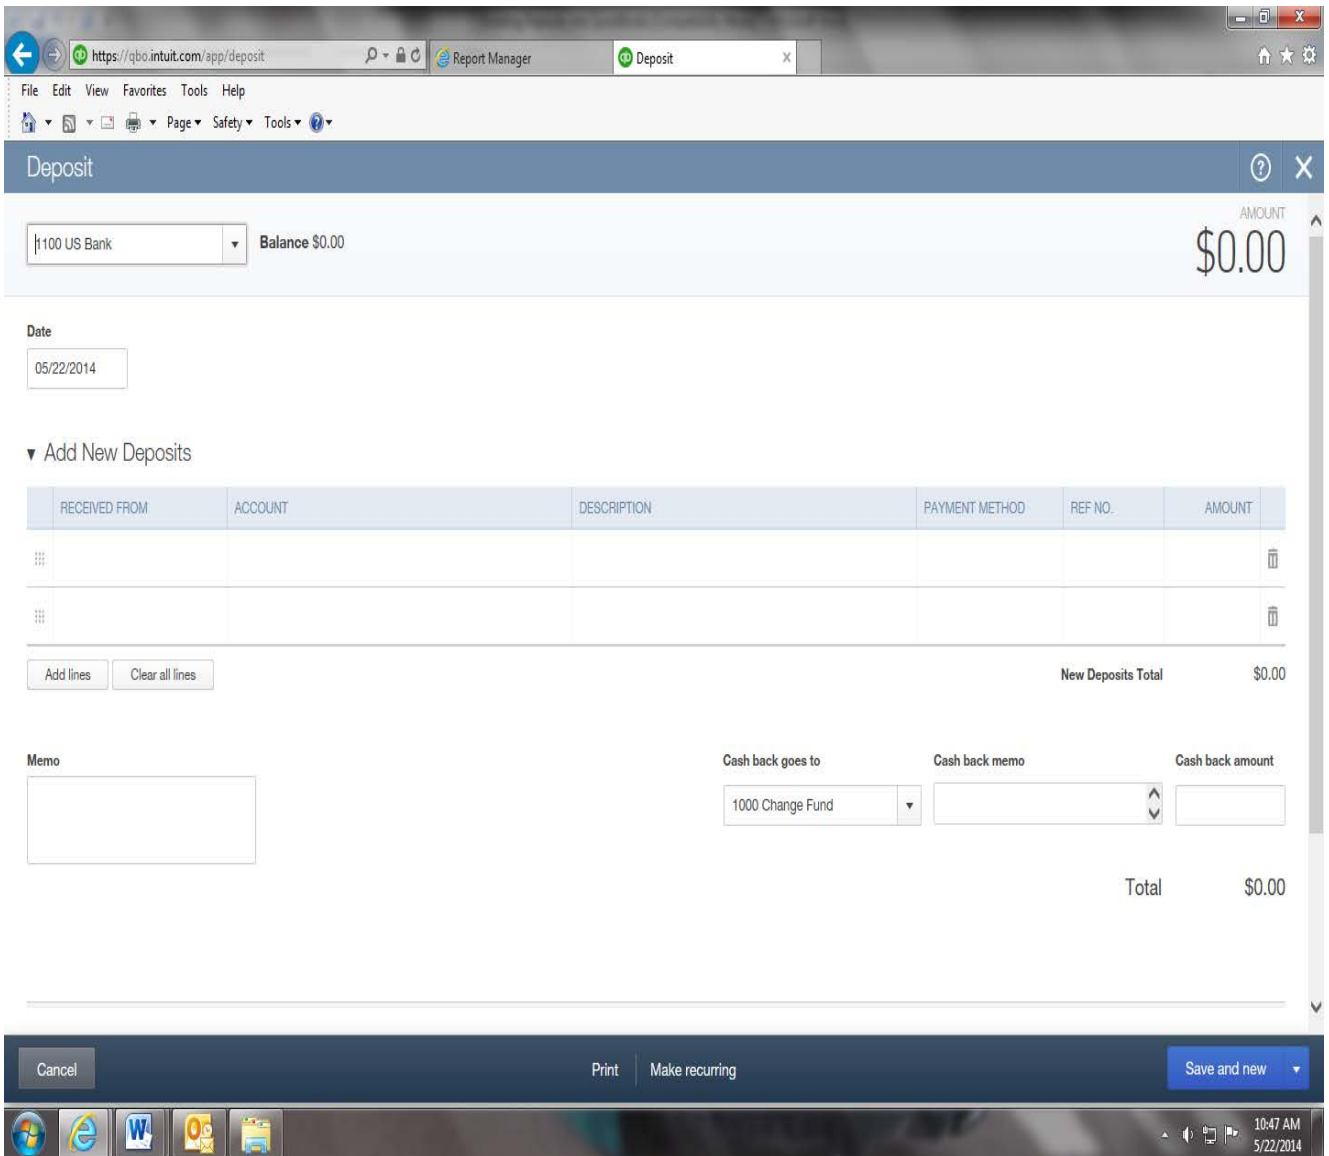 https://qbo.intuit.com/app/deposit
Report Manager
Deposit
File Edit View Favorites Tools Help
Page Safety Tools
Deposit
AMOUNT
1100 US Bank
Balance $0.00
$0.00
Date
05/22/2014
Add New Deposits
RECEIVED FROM ACCOUNT DESCRIPTION PAYMENT METHOD REF NO. AMOUNT
Add lines Clear all lines New Deposits Total $0.00
Memo Cash back goes to Cash back memo Cash back amount
1000 Change Fund
Total $0.00
Cancel Print Make recurring Save and new
10:47 AM
5/22/2014